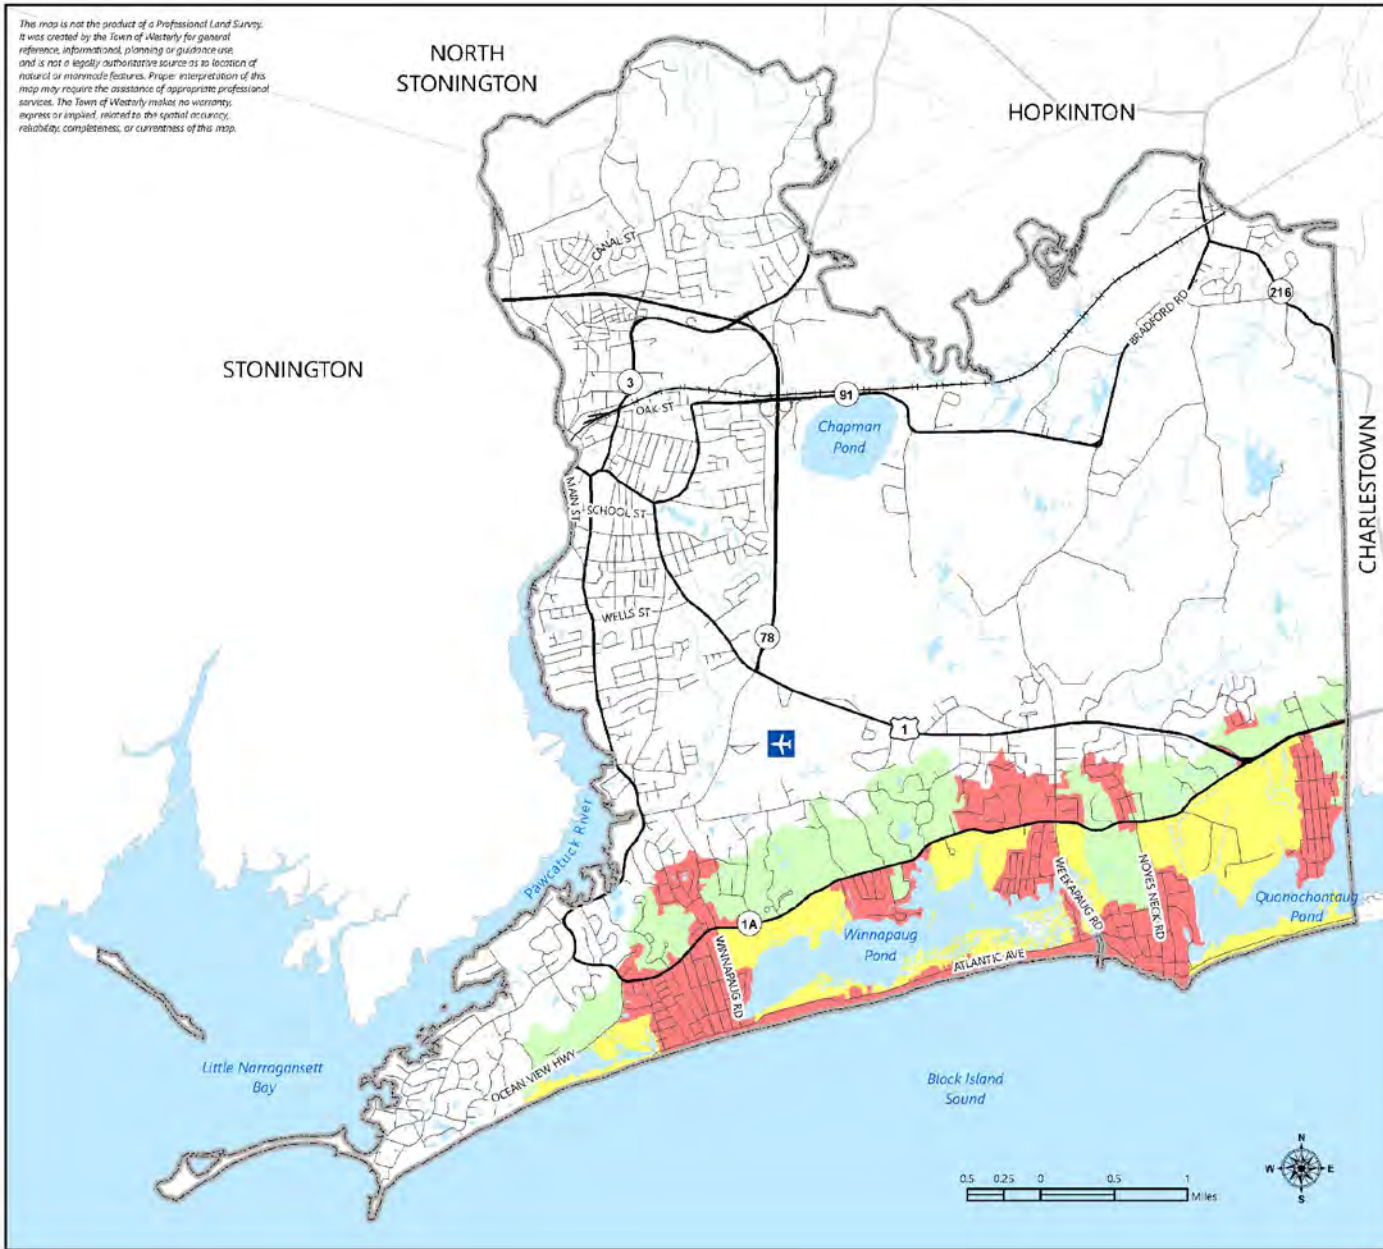 This map is not the product of a Professional Land Survey.
It was created by the Town of Westerly for general
reference, informational, planning or guidance use,
and is not a legally authoritative source as to location of
natural or manmade features. Proper interpretation of this
map may require the assistance of appropriate professional
services. The Town of Westerly makes no warranty,
express or implied, related to the spatial accuracy,
reliability, completeness, or currentness of this map.
NORTH
STONINGTON
HOPKINTON
CANAL ST
216
BRADFORD RD
STONINGTON
3
91
OAK ST
Chapman
Pond
CHARLESTOWN
MAIN ST
SCHOOL ST
WELLS ST
78
1
Pawcatuck River
WEEKAPAUG RD
NOYES NECK RD
Quonochontaug
Pond
1A
WINNAPAUG RD
Winnapaug
Pond
ATLANTIC AVE
OCEAN VIEW HWY
Little Narragansett
Bay
Block Island
Sound
N
W E
S
0.5 0.25 0 0.5 1
Miles